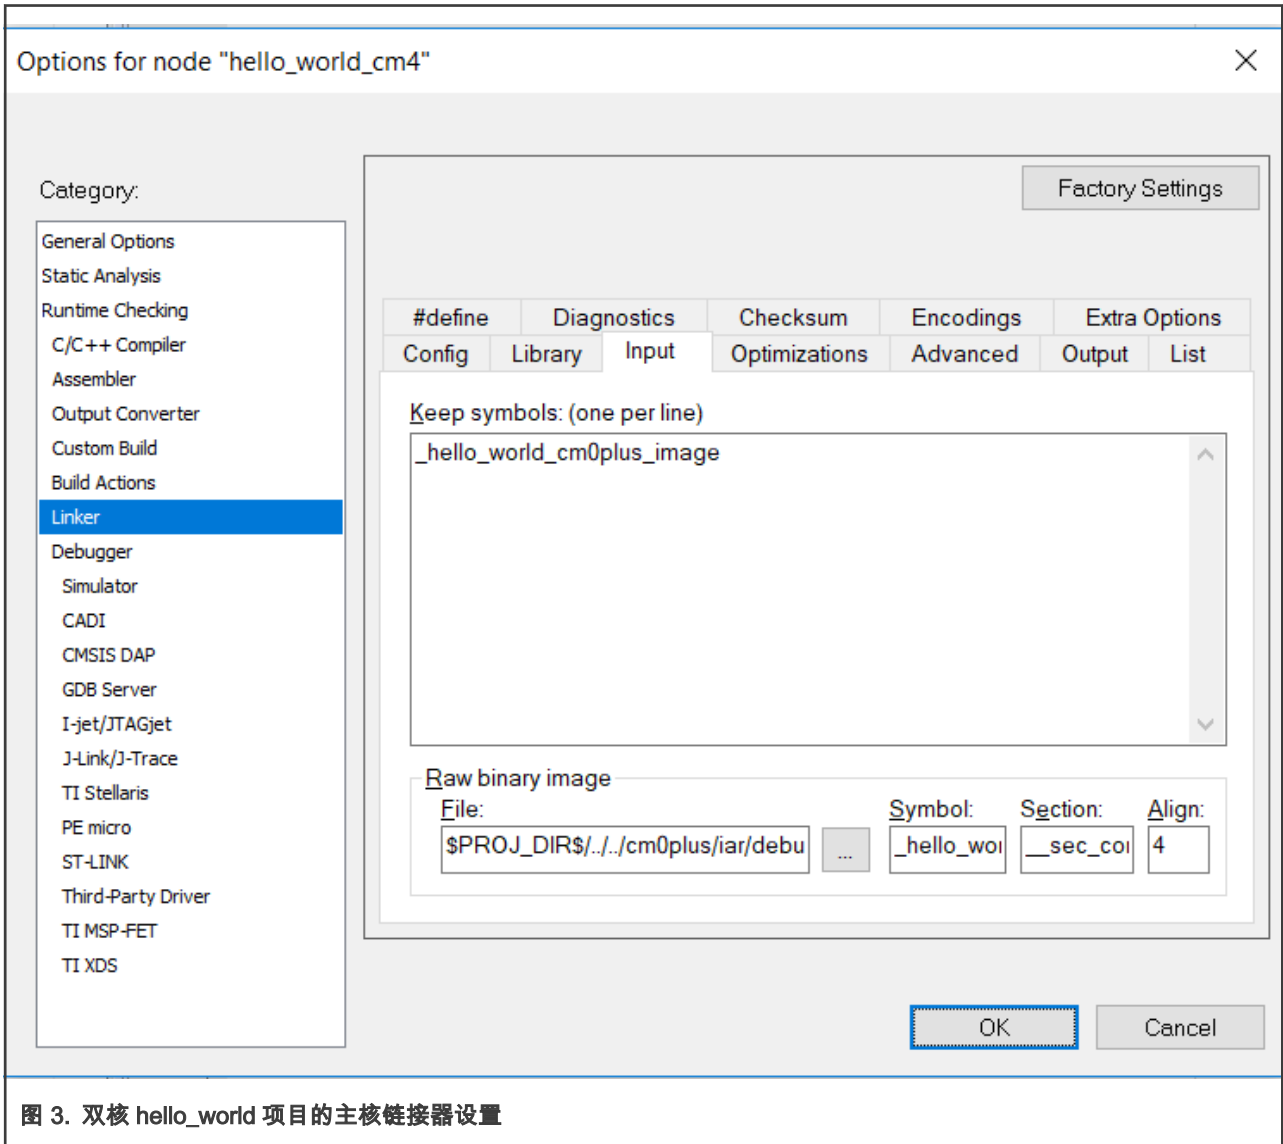 Options for node "hello_world_cm4"
Category:
Factory Settings
General Options
Static Analysis
Runtime Checking
C/C++ Compiler
Assembler
Output Converter
Custom Build
Build Actions
Linker
Debugger
Simulator
CADI
CMSIS DAP
GDB Server
I-jet/JTAGjet
J-Link/J-Trace
TI Stellaris
PE micro
ST-LINK
Third-Party Driver
TI MSP-FET
TI XDS
#define Diagnostics Checksum Encodings Extra Options
Config Library Input Optimizations Advanced Output List
Keep symbols: (one per line)
_hello_world_cm0plus_image
Raw binary image
File: Symbol: Section: Align:
$PROJ_DIR$/../../cm0plus/iar/debu ... _hello_wor __sec_cor 4
OK Cancel
图 3. 双核 hello_world 项目的主核链接器设置